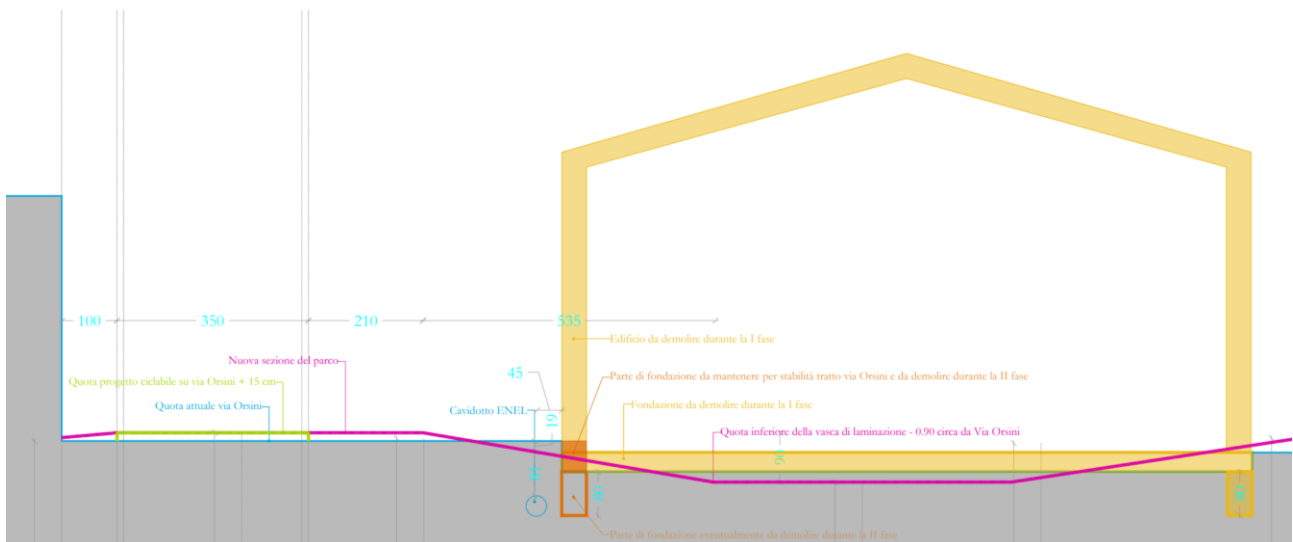 100
350
210
535
Edificio da demolire durante la I fase
Nuova sezione del parco
45
Parte di fondazione da mantenere per stabilità tratto via Orsini e da demolire durante la II fase
Quota progetto ciclabile su via Orsini + 15 cm
Quota attuale via Orsini
Cavidotto ENEL
19
Fondazione da demolire durante la I fase
Quota inferiore della vasca di laminazione - 0.90 circa da Via Orsini
90
80
80
Parte di fondazione eventualmente da demolire durante la II fase